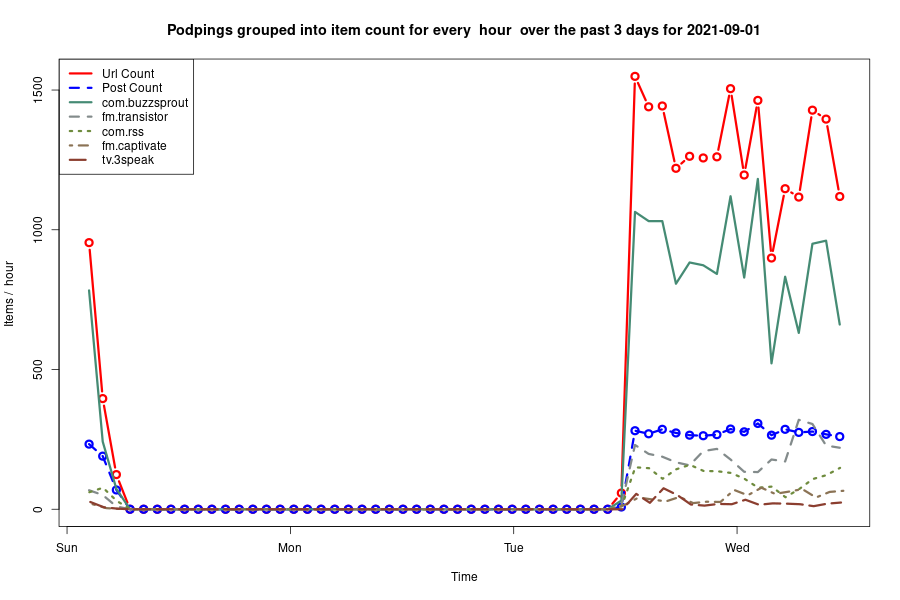 Podpings grouped into item count for every  hour  over the past 3 days for 2021-09-01
Url Count
Post Count
com.buzzsprout
fm.transistor
com.rss
fm.captivate
tv.3speak
Items /  hour
1500
1000
500
0
Sun
Mon
Tue
Wed
Time